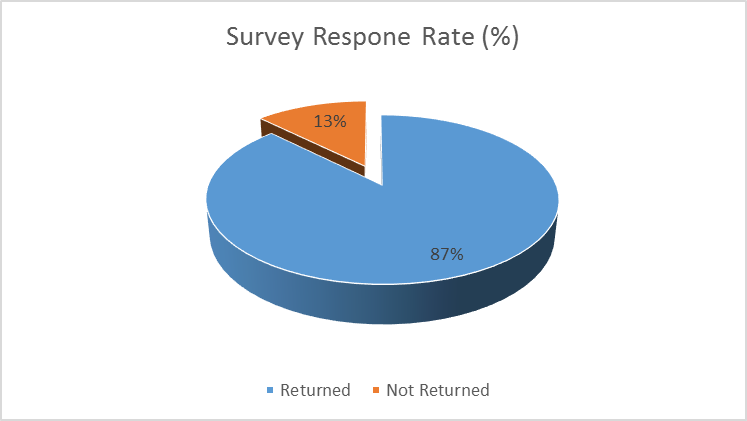 Survey Respone Rate (%)
13%
87%
Returned Not Returned